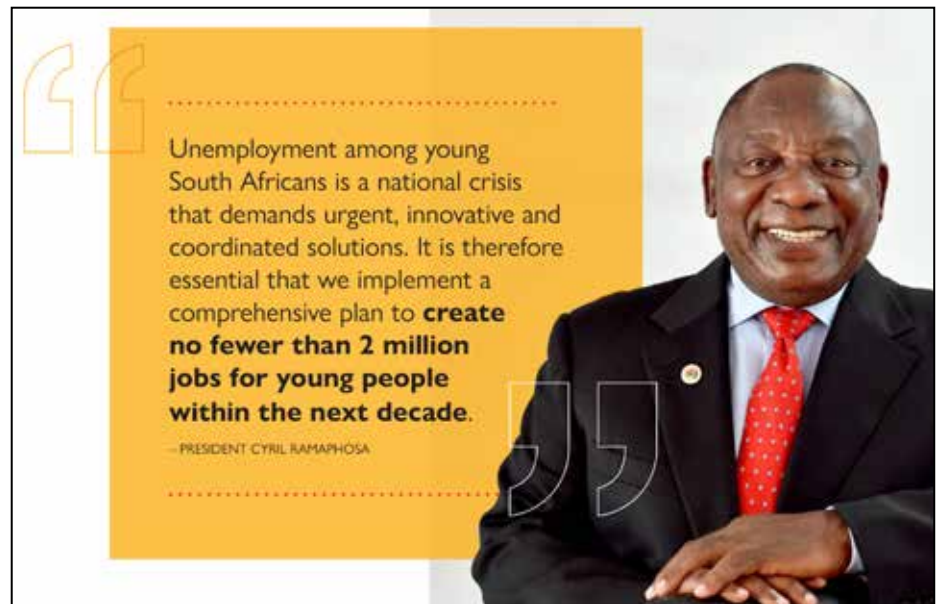 Unemployment among young
South Africans is a national crisis
that demands urgent, innovative and
coordinated solutions. It is therefore
essential that we implement a
comprehensive plan to create
no fewer than 2 million
jobs for young people
within the next decade.
– PRESIDENT CYRIL RAMAPHOSA